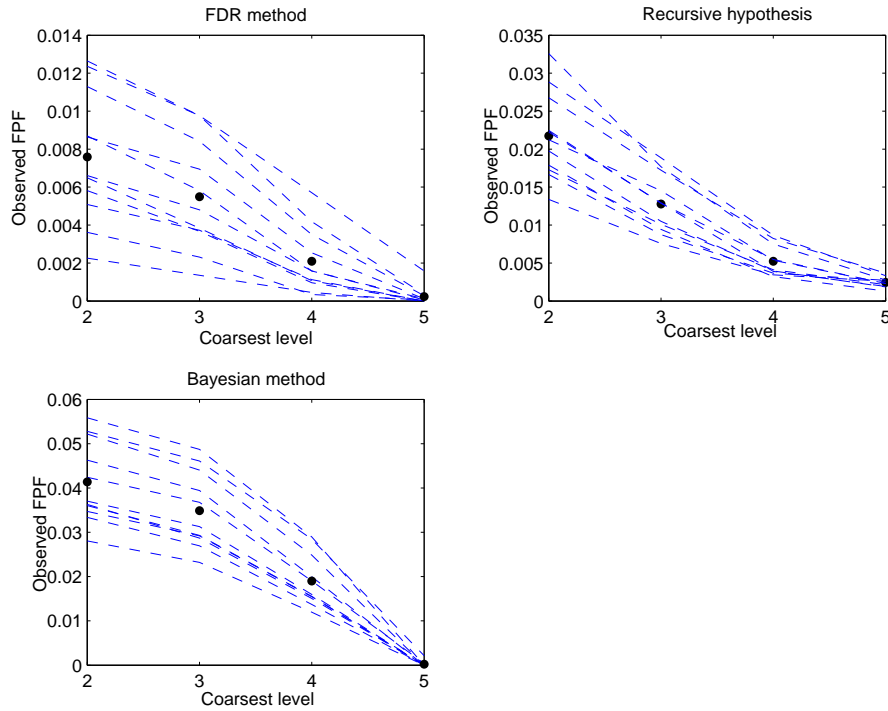 FDR method
0.014
0.012
0.01
0.008
0.006
0.004
0.002
0
Observed FPF
2 3 4 5
Coarsest level
Recursive hypothesis
0.035
0.03
0.025
0.02
0.015
0.01
0.005
0
Observed FPF
2 3 4 5
Coarsest level
Bayesian method
0.06
0.05
0.04
0.03
0.02
0.01
0
Observed FPF
2 3 4 5
Coarsest level